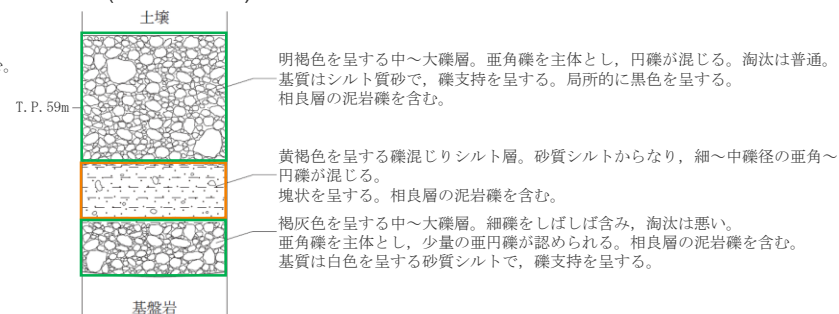 土壌
T.P.59m
明褐色を呈する中～大礫層。亜角礫を主体とし，円礫が混じる。淘汰は普通。
基質はシルト質砂で，礫支持を呈する。局所的に黒色を呈する。
相良層の泥岩礫を含む。
黄褐色を呈する礫混じりシルト層。砂質シルトからなり，細～中礫径の亜角～
円礫が混じる。
塊状を呈する。相良層の泥岩礫を含む。
褐灰色を呈する中～大礫層。細礫をしばしば含み，淘汰は悪い。
亜角礫を主体とし，少量の亜円礫が認められる。相良層の泥岩礫を含む。
基質は白色を呈する砂質シルトで，礫支持を呈する。
基盤岩